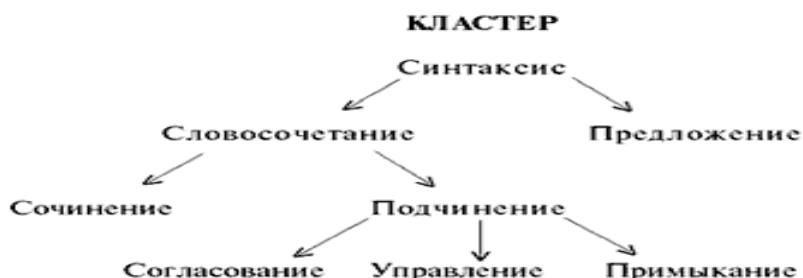 КЛАСТЕР
Синтаксис
Словосочетание Предложение
Сочинение Подчинение
Согласование Управление Примыкание